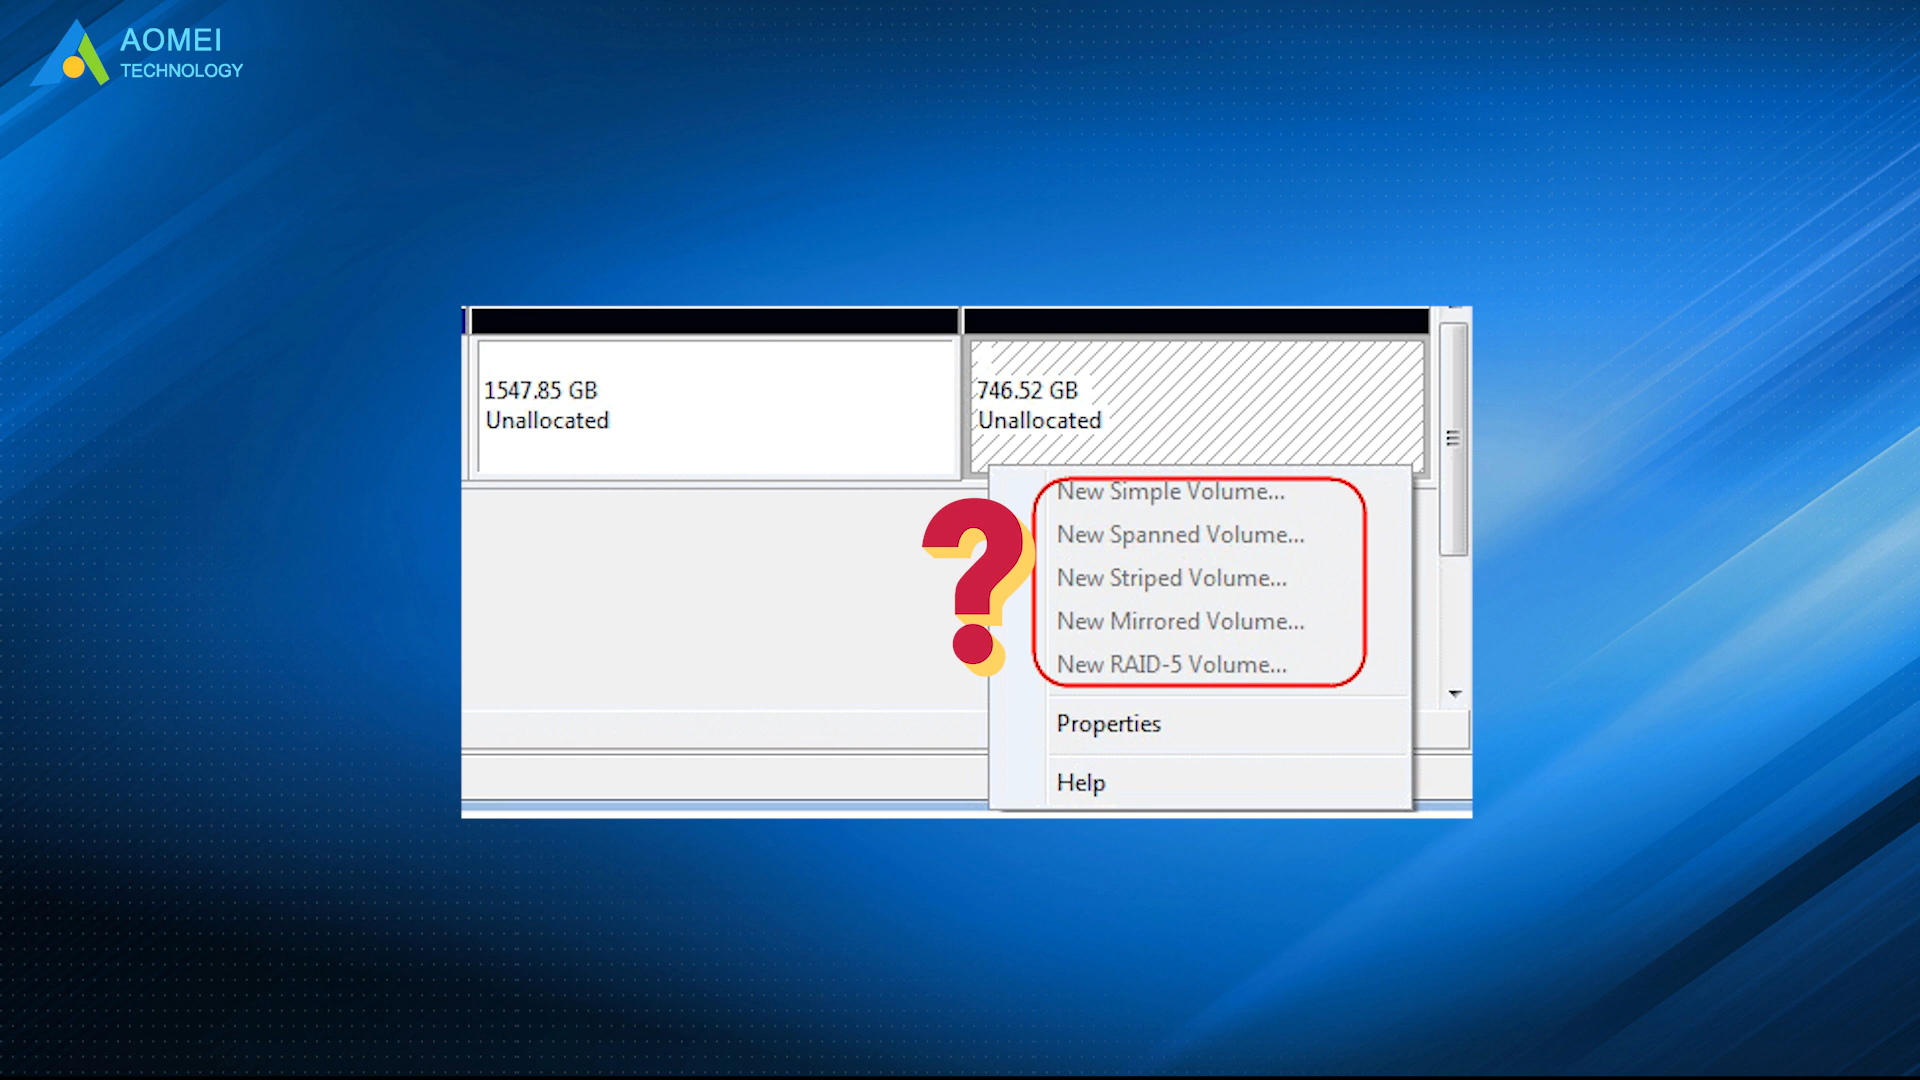 AOMEI
TECHNOLOGY
1547.85 GB
Unallocated
746.52 GB
Unallocated
New Simple Volume...
New Spanned Volume...
New Striped Volume...
New Mirrored Volume...
New RAID-5 Volume...
Properties
Help
?